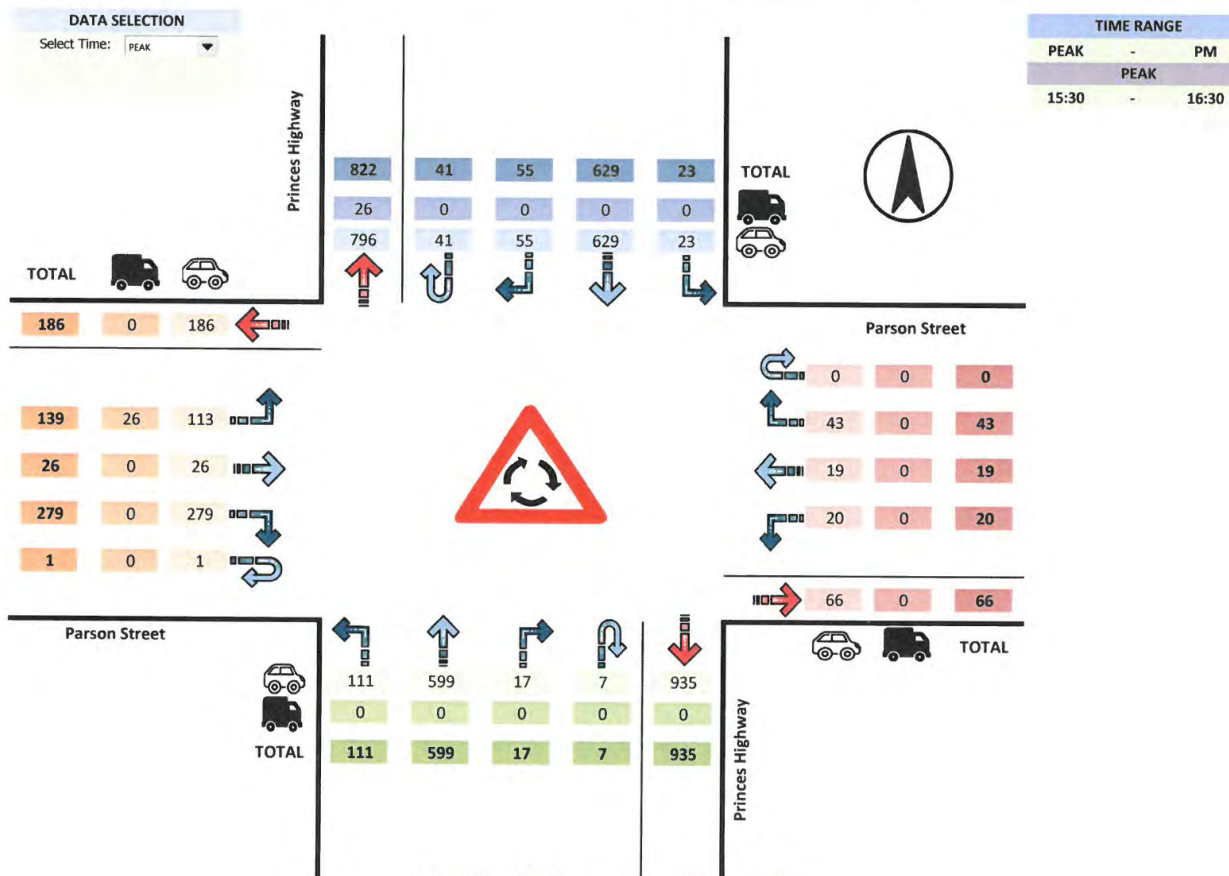 DATA SELECTION
Select Time: PEAK
TIME RANGE
PEAK - PM
PEAK
15:30 - 16:30
Princes Highway
822 41 55 629 23 TOTAL
26 0 0 0 0
796 41 55 629 23
TOTAL
186 0 186
Parson Street
0 0 0
139 26 113
43 0 43
26 0 26
19 0 19
279 0 279
20 0 20
1 0 1
66 0 66
Parson Street
TOTAL
111 599 17 7 935
0 0 0 0 0
TOTAL 111 599 17 7 935
Princes Highway